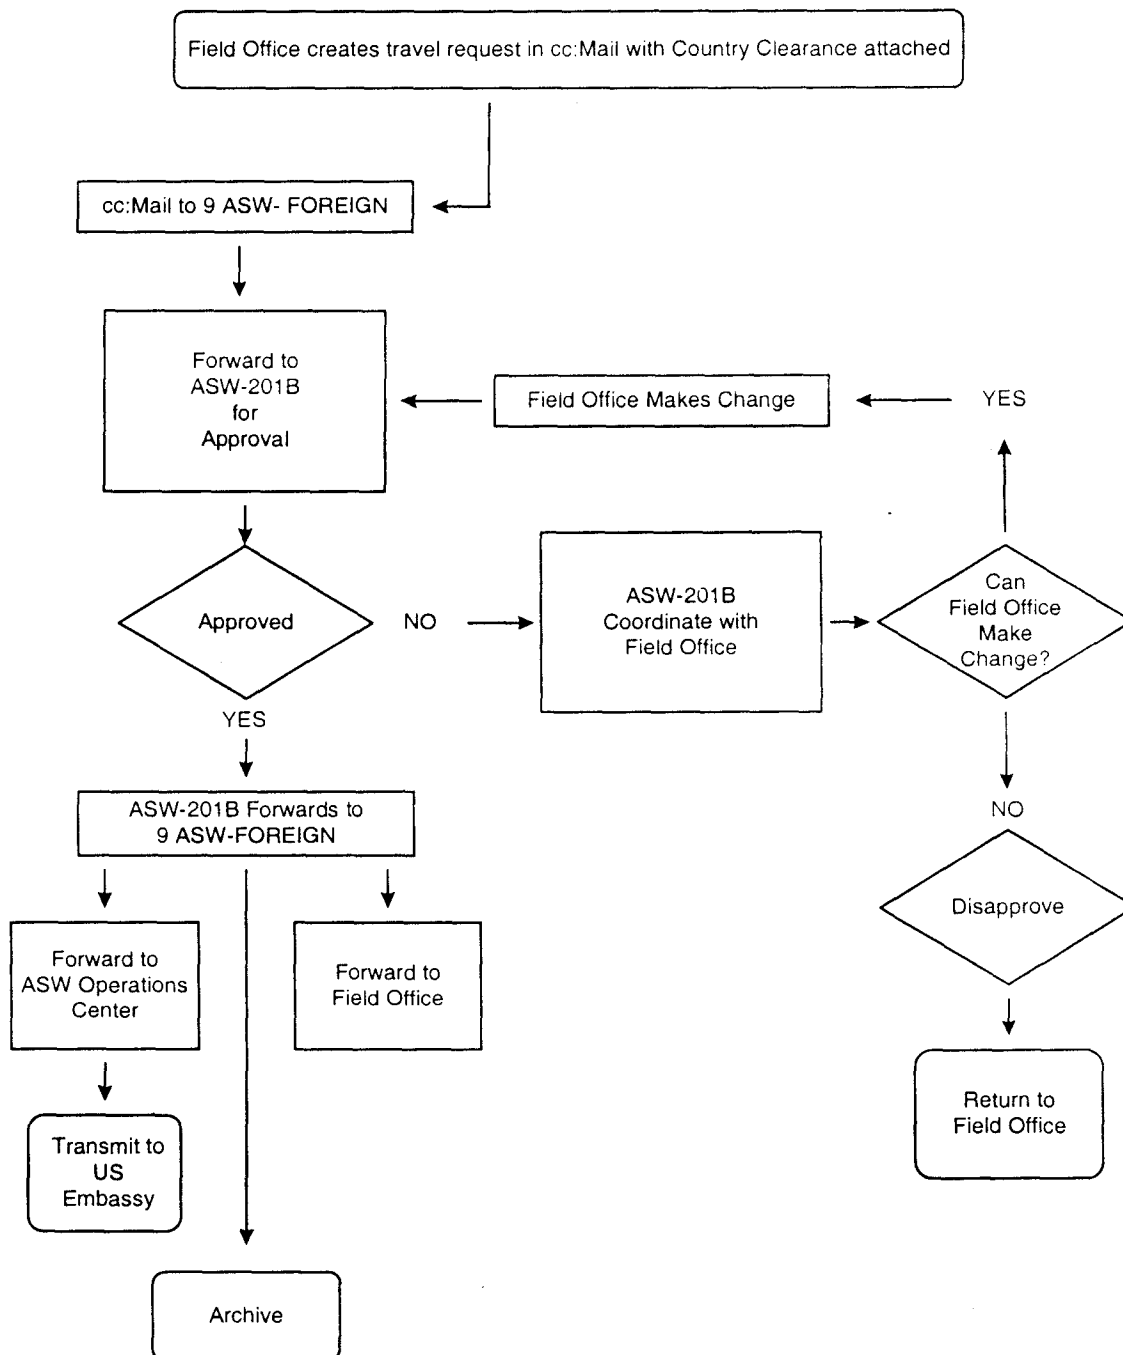 Field Office creates travel request in cc:Mail with Country Clearance attached
cc:Mail to 9 ASW- FOREIGN
Forward to
ASW-201B
for
Approval
Field Office Makes Change
YES
Approved
NO
ASW-201B
Coordinate with
Field Office
Can
Field Office
Make
Change?
YES
ASW-201B Forwards to
9 ASW-FOREIGN
NO
Disapprove
Forward to
ASW Operations
Center
Forward to
Field Office
Return to
Field Office
Transmit to
US
Embassy
Archive